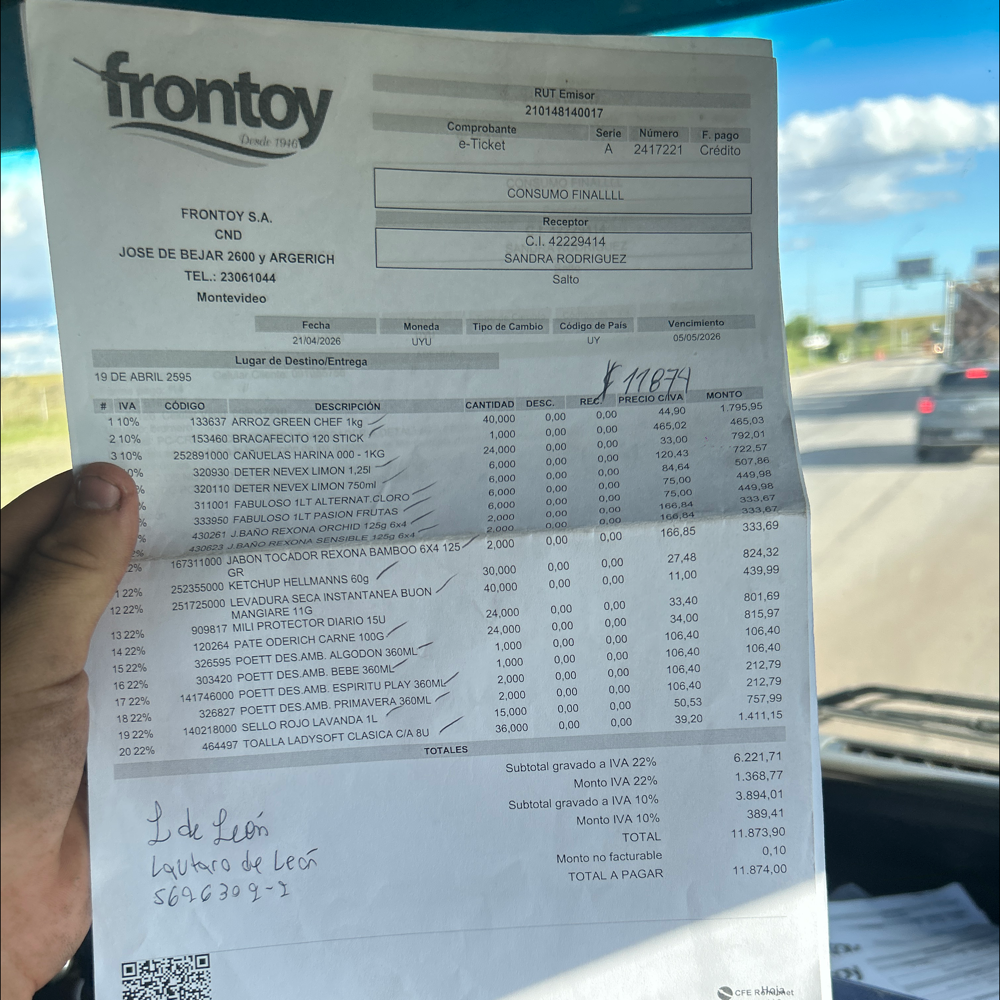 frontoy
Desde 1946
RUT Emisor
210148140017
Comprobante Serie Número F. pago
e-Ticket A 2417221 Crédito
CONSUMO FINALLLL
Receptor
C.I. 42229414
SANDRA RODRIGUEZ
Salto
FRONTOY S.A.
CND
JOSE DE BEJAR 2600 y ARGERICH
TEL.: 23061044
Montevideo
Fecha Moneda Tipo de Cambio Código de País Vencimiento
21/04/2026 UYU UY 05/05/2026
Lugar de Destino/Entrega
19 DE ABRIL 2595
$ 11874
# IVA CÓDIGO DESCRIPCIÓN CANTIDAD DESC. REC. PRECIO C/IVA MONTO
1 10% 133637 ARROZ GREEN CHEF 1kg 40,000 0,00 0,00 44,90 1.795,95
2 10% 153460 BRACAFECITO 120 STICK 1,000 0,00 0,00 465,02 465,03
3 10% 252891000 CAÑUELAS HARINA 000 - 1KG 24,000 0,00 0,00 33,00 792,01
320930 DETER NEVEX LIMON 1,25l 6,000 0,00 0,00 120,43 722,57
320110 DETER NEVEX LIMON 750ml 6,000 0,00 0,00 84,64 507,86
311001 FABULOSO 1LT ALTERNAT.CLORO 6,000 0,00 0,00 75,00 449,98
333950 FABULOSO 1LT PASION FRUTAS 6,000 0,00 0,00 75,00 449,98
430261 J.BAÑO REXONA ORCHID 125g 6x4 2,000 0,00 0,00 166,84 333,67
430623 J.BAÑO REXONA SENSIBLE 125g 6x4 2,000 0,00 0,00 166,84 333,67
167311000 JABON TOCADOR REXONA BAMBOO 6X4 125 2,000 0,00 0,00 166,85 333,69
GR
22% 252355000 KETCHUP HELLMANNS 60g 30,000 0,00 0,00 27,48 824,32
12 22% 251725000 LEVADURA SECA INSTANTANEA BUON 40,000 0,00 0,00 11,00 439,99
MANGIARE 11G
13 22% 909817 MILI PROTECTOR DIARIO 15U 24,000 0,00 0,00 33,40 801,69
14 22% 120264 PATE ODERICH CARNE 100G 24,000 0,00 0,00 34,00 815,97
15 22% 326595 POETT DES.AMB. ALGODON 360ML 1,000 0,00 0,00 106,40 106,40
16 22% 303420 POETT DES.AMB. BEBE 360ML 1,000 0,00 0,00 106,40 106,40
17 22% 141746000 POETT DES.AMB. ESPIRITU PLAY 360ML 2,000 0,00 0,00 106,40 212,79
18 22% 326827 POETT DES.AMB. PRIMAVERA 360ML 2,000 0,00 0,00 106,40 212,79
19 22% 140218000 SELLO ROJO LAVANDA 1L 15,000 0,00 0,00 50,53 757,99
20 22% 464497 TOALLA LADYSOFT CLASICA C/A 8U 36,000 0,00 0,00 39,20 1.411,15
TOTALES
Subtotal gravado a IVA 22% 6.221,71
Monto IVA 22% 1.368,77
Subtotal gravado a IVA 10% 3.894,01
Monto IVA 10% 389,41
TOTAL 11.873,90
Monto no facturable 0,10
TOTAL A PAGAR 11.874,00
L de León
Lautaro de León
5696309-1
CFE
Hoja